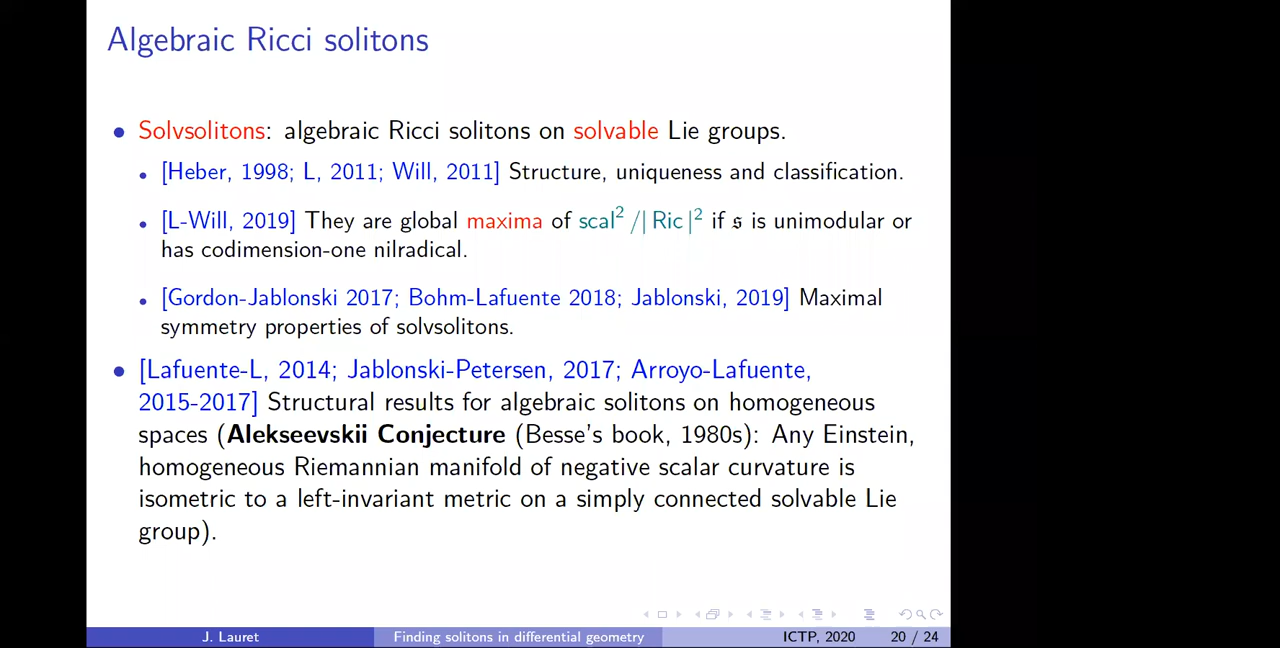 Algebraic Ricci solitons
• Solvsolitons: algebraic Ricci solitons on solvable Lie groups.
• [Heber, 1998; L, 2011; Will, 2011] Structure, uniqueness and classification.
• [L-Will, 2019] They are global maxima of scal² /| Ric |² if 𝔰 is unimodular or
has codimension-one nilradical.
• [Gordon-Jablonski 2017; Bohm-Lafuente 2018; Jablonski, 2019] Maximal
symmetry properties of solvsolitons.
• [Lafuente-L, 2014; Jablonski-Petersen, 2017; Arroyo-Lafuente,
2015-2017] Structural results for algebraic solitons on homogeneous
spaces (Alekseevskii Conjecture (Besse's book, 1980s): Any Einstein,
homogeneous Riemannian manifold of negative scalar curvature is
isometric to a left-invariant metric on a simply connected solvable Lie
group).
J. Lauret Finding solitons in differential geometry ICTP, 2020 20 / 24